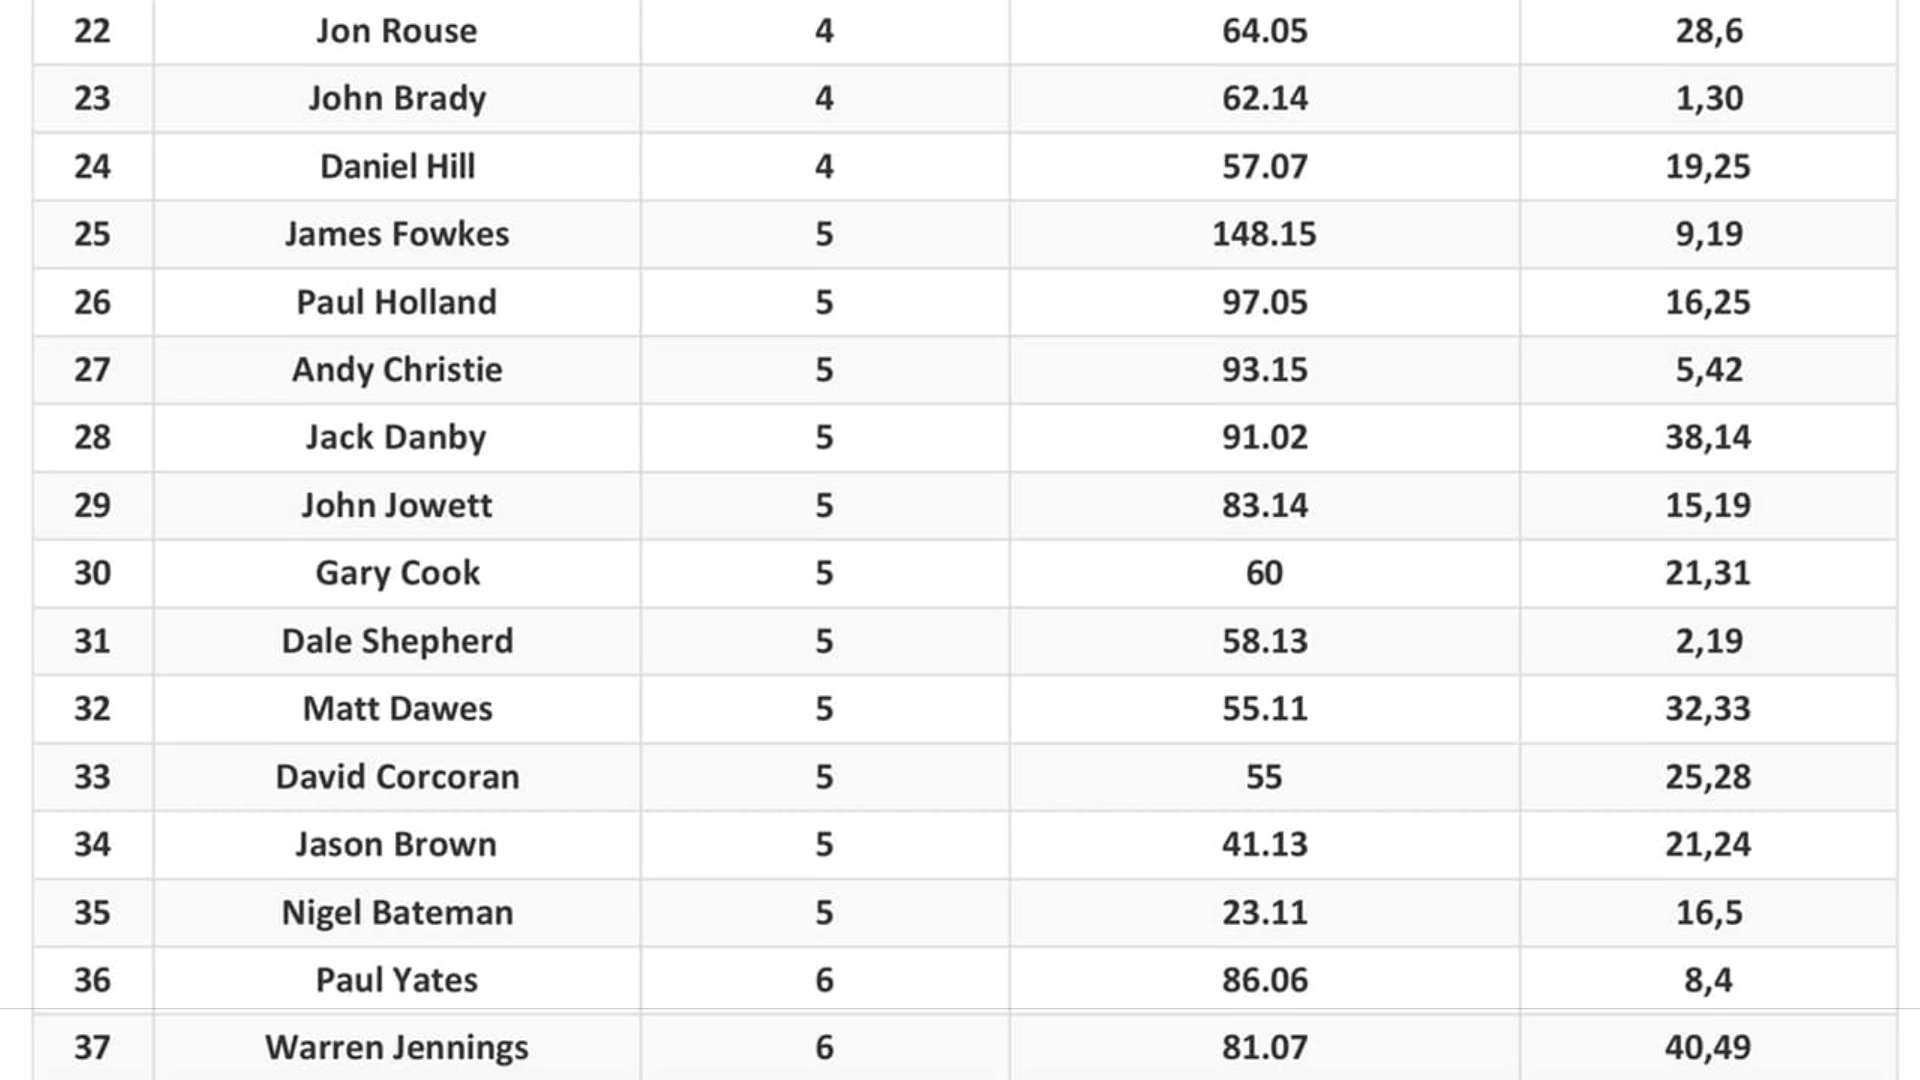 22 Jon Rouse 4 64.05 28,6
23 John Brady 4 62.14 1,30
24 Daniel Hill 4 57.07 19,25
25 James Fowkes 5 148.15 9,19
26 Paul Holland 5 97.05 16,25
27 Andy Christie 5 93.15 5,42
28 Jack Danby 5 91.02 38,14
29 John Jowett 5 83.14 15,19
30 Gary Cook 5 60 21,31
31 Dale Shepherd 5 58.13 2,19
32 Matt Dawes 5 55.11 32,33
33 David Corcoran 5 55 25,28
34 Jason Brown 5 41.13 21,24
35 Nigel Bateman 5 23.11 16,5
36 Paul Yates 6 86.06 8,4
37 Warren Jennings 6 81.07 40,49